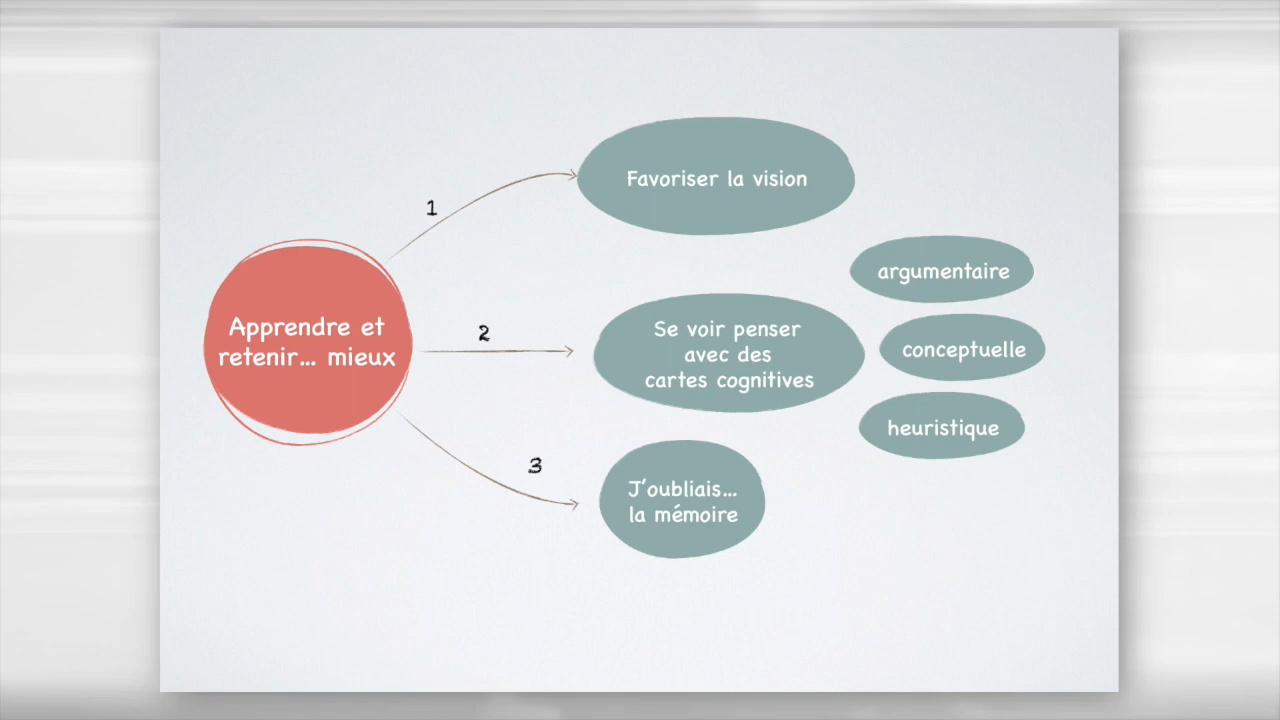 1
Favoriser la vision
Apprendre et
retenir... mieux
2
Se voir penser
avec des
cartes cognitives
argumentaire
conceptuelle
heuristique
3
J'oubliais...
la mémoire